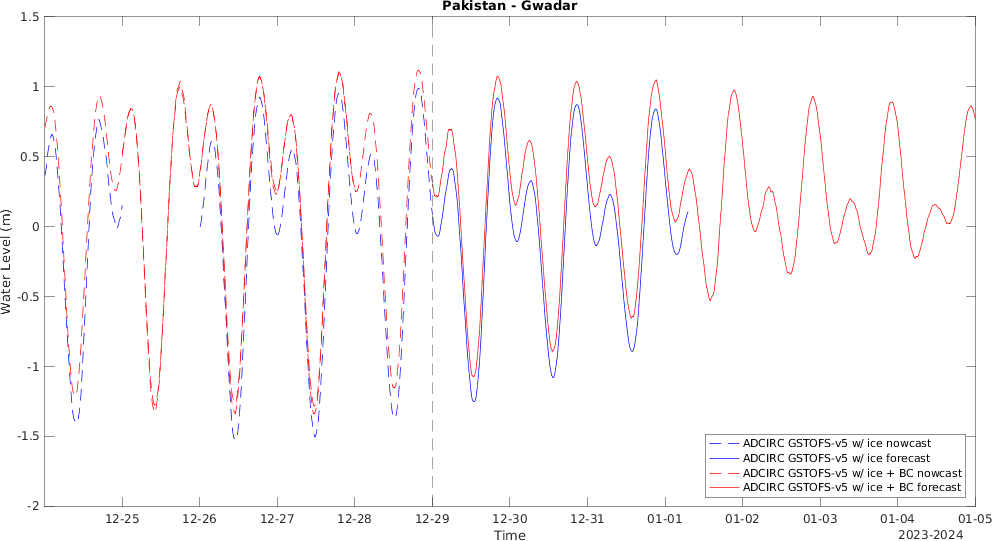 Pakistan - Gwadar
1.5
1
0.5
0
-0.5
-1
-1.5
-2
Water Level (m)
ADCIRC GSTOFS-v5 w/ ice nowcast
ADCIRC GSTOFS-v5 w/ ice forecast
ADCIRC GSTOFS-v5 w/ ice + BC nowcast
ADCIRC GSTOFS-v5 w/ ice + BC forecast
12-25 12-26 12-27 12-28 12-29 12-30 12-31 01-01 01-02 01-03 01-04 01-05
Time
2023-2024